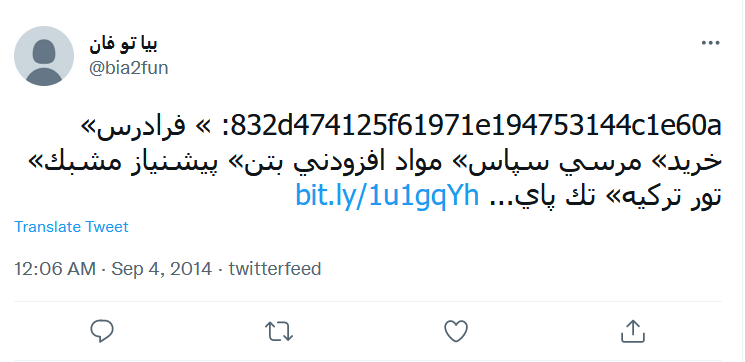 بيا تو فان
@bia2fun
832d474125f61971e194753144c1e60a: » فرادرس»
خريد» مرسي سپاس» مواد افزودني بتن» پيشنياز مشبك»
تور تركيه» تك پاي... bit.ly/1u1gqYh
Translate Tweet
12:06 AM · Sep 4, 2014 · twitterfeed